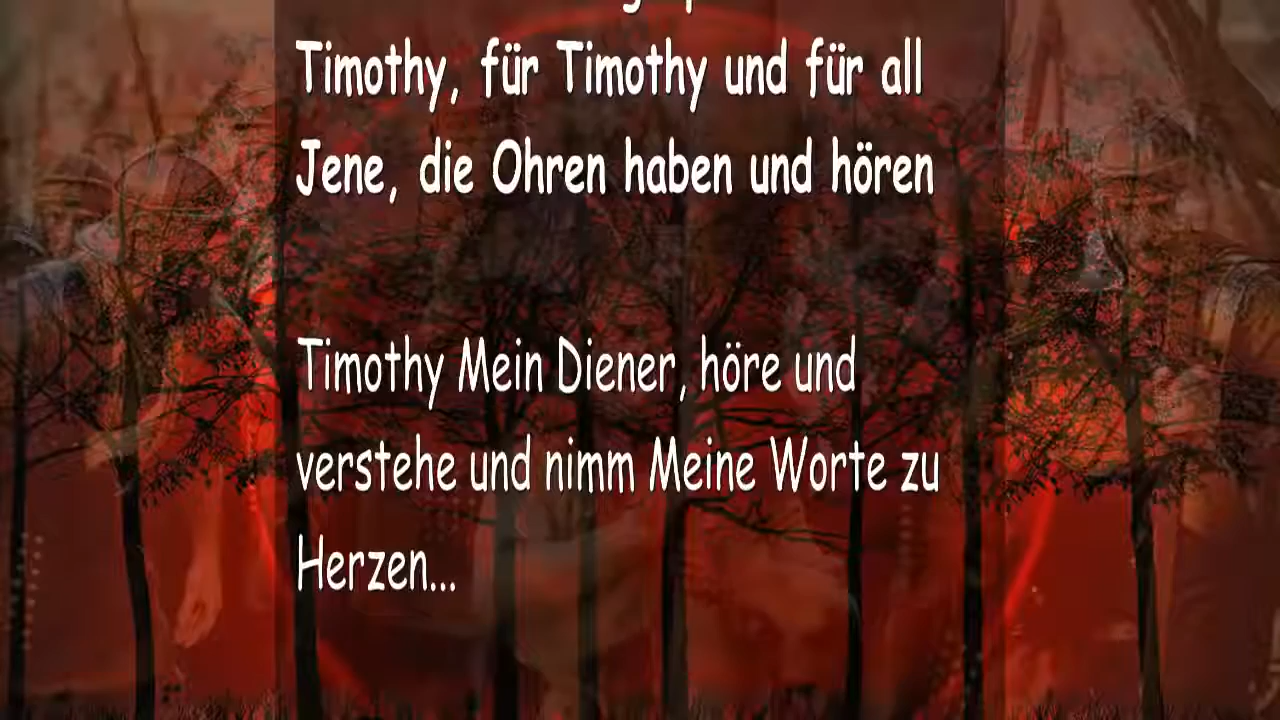 Timothy, für Timothy und für all
Jene, die Ohren haben und hören
Timothy Mein Diener, höre und
verstehe und nimm Meine Worte zu
Herzen...